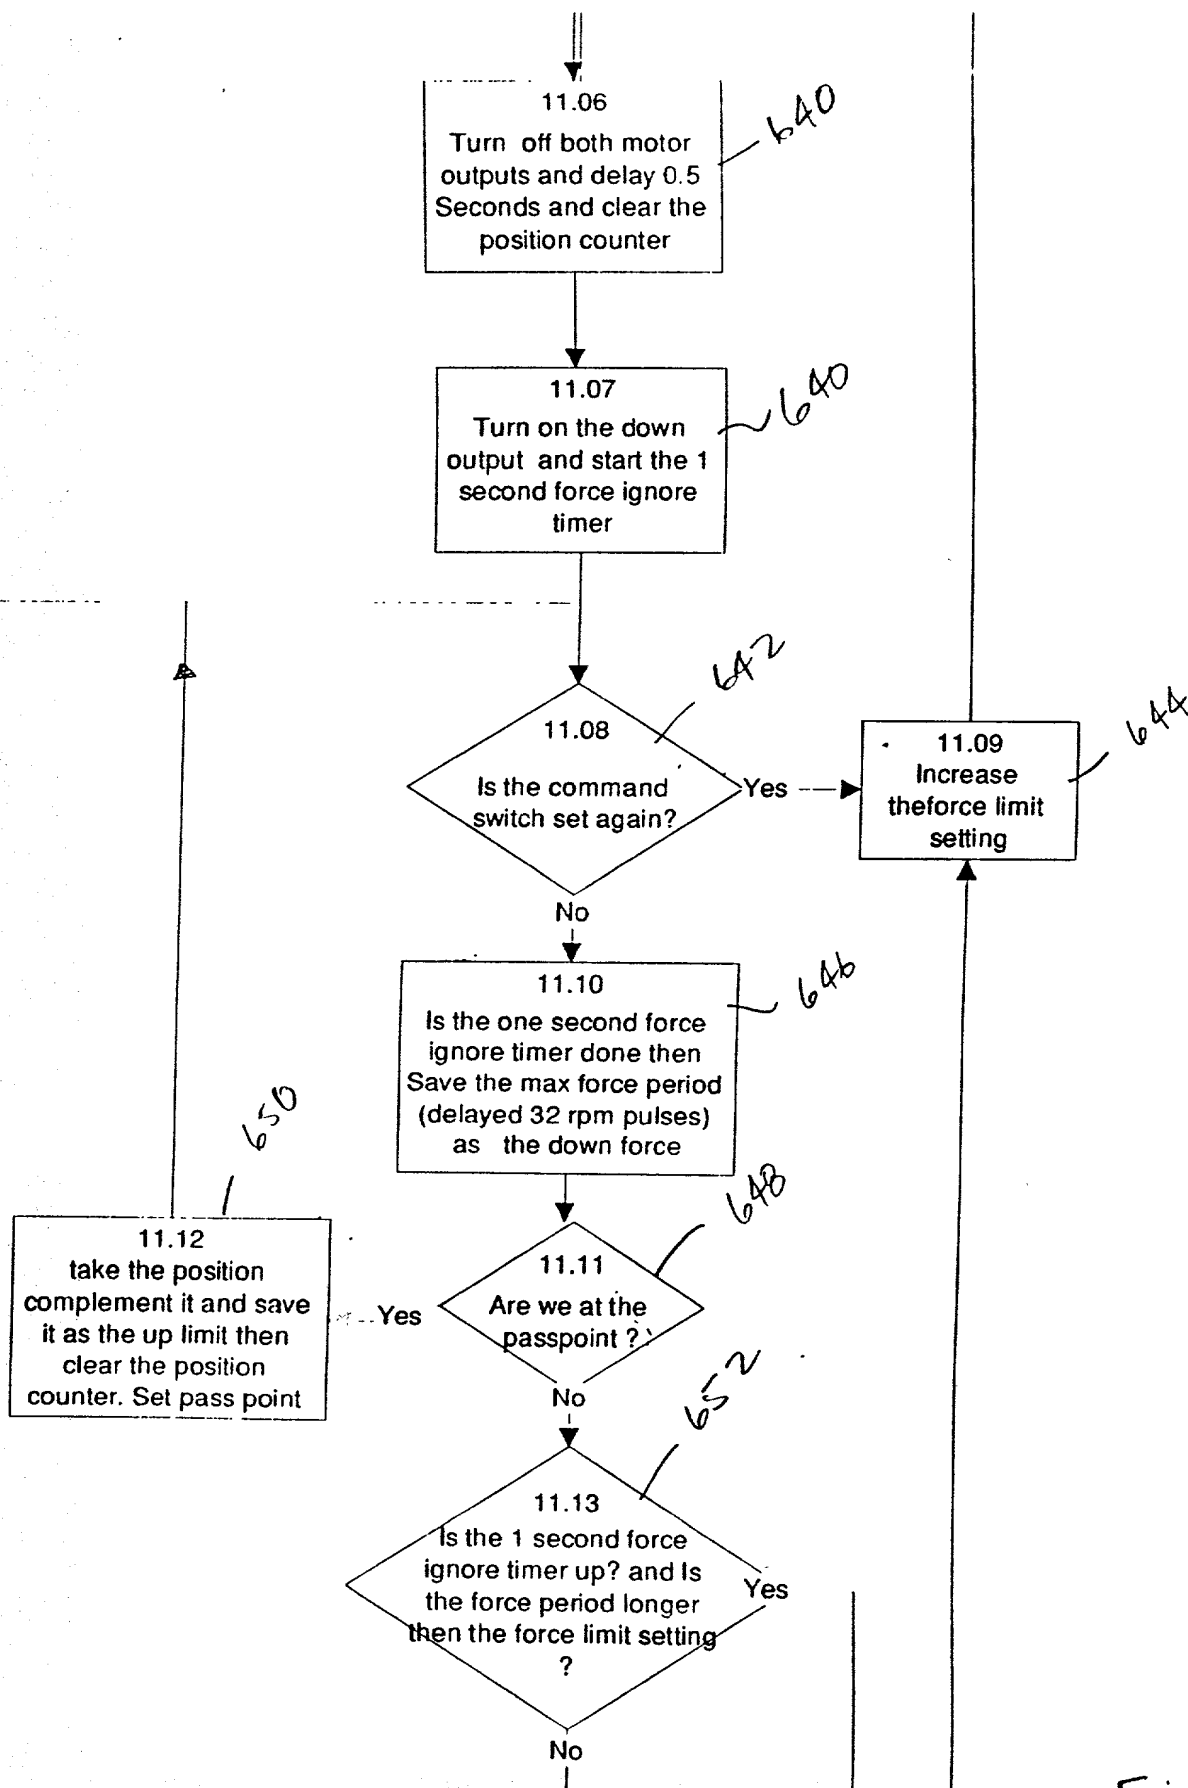 11.06
Turn off both motor
outputs and delay 0.5
Seconds and clear the
position counter
640
11.07
Turn on the down
output and start the 1
second force ignore
timer
640
11.08
Is the command
switch set again?
642
Yes
11.09
Increase
theforce limit
setting
644
No
11.10
Is the one second force
ignore timer done then
Save the max force period
(delayed 32 rpm pulses)
as the down force
646
650
11.12
take the position
complement it and save
it as the up limit then
clear the position
counter. Set pass point
Yes
11.11
Are we at the
passpoint ?
648
No
11.13
Is the 1 second force
ignore timer up? and Is
the force period longer
then the force limit setting
?
652
Yes
No